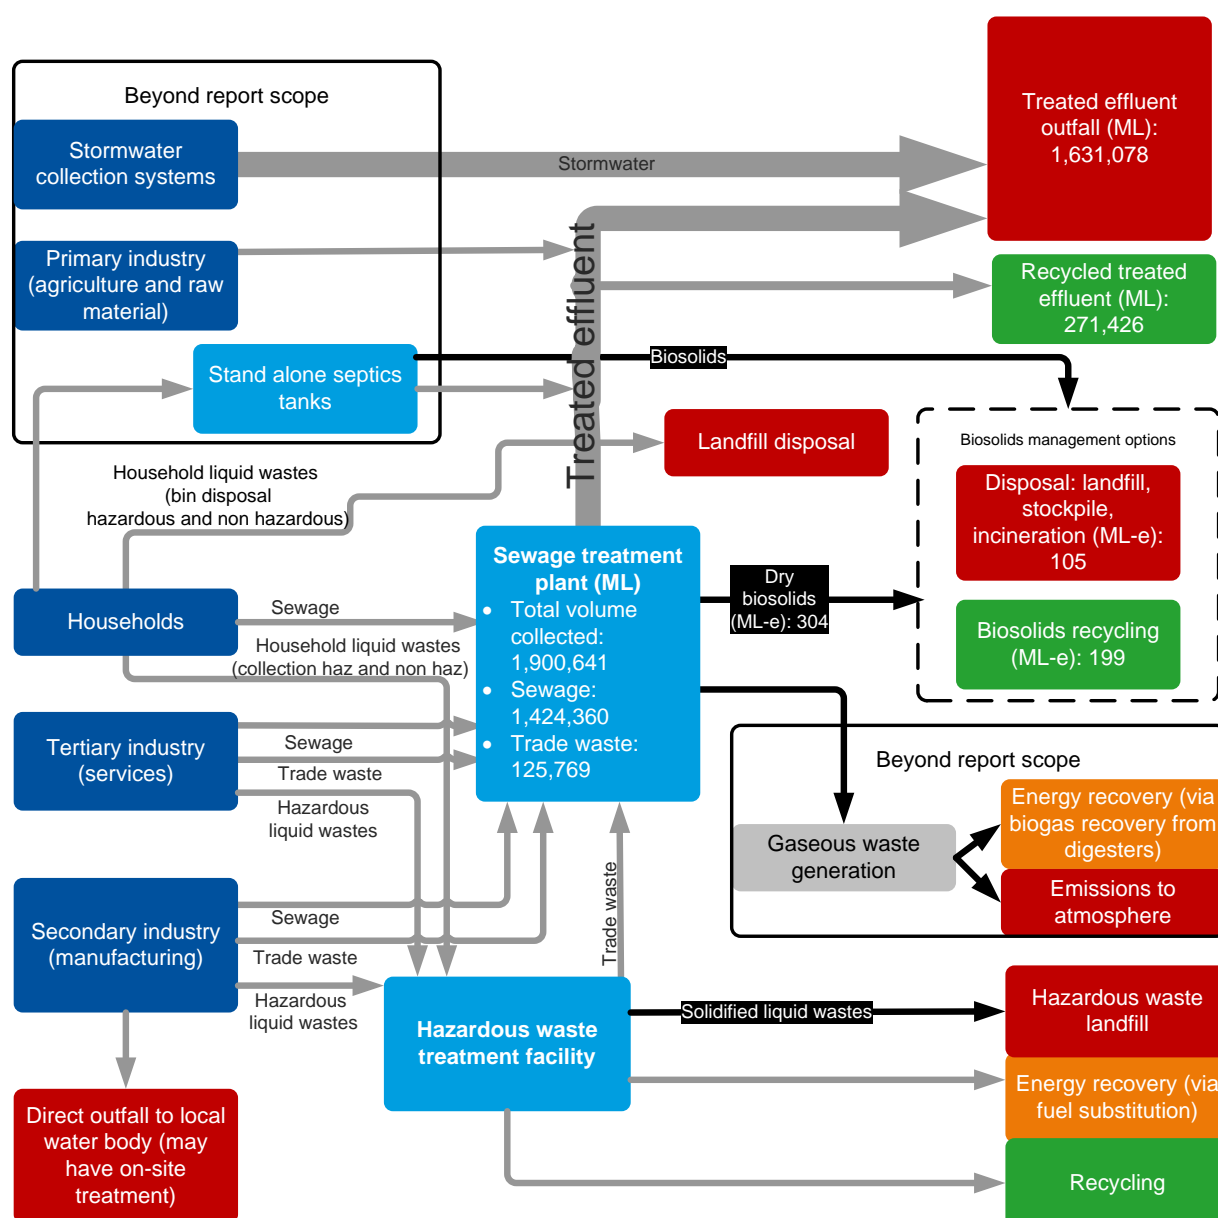 Beyond report scope
Stormwater
collection systems
Stormwater
Treated effluent
outfall (ML):
1,631,078
Primary industry
(agriculture and raw
material)
Treated effluent
Recycled treated
effluent (ML):
271,426
Stand alone septics
tanks
Biosolids
Landfill disposal
Biosolids management options
Disposal: landfill,
stockpile,
incineration (ML-e):
105
Biosolids recycling
(ML-e): 199
Household liquid wastes
(bin disposal
hazardous and non hazardous)
Households
Sewage
Household liquid wastes
(collection haz and non haz)
Sewage treatment
plant (ML)
• Total volume
collected:
1,900,641
• Sewage:
1,424,360
• Trade waste:
125,769
Dry
biosolids
(ML-e): 304
Tertiary industry
(services)
Sewage
Trade waste
Hazardous
liquid wastes
Beyond report scope
Gaseous waste
generation
Energy recovery (via
biogas recovery from
digesters)
Emissions to
atmosphere
Secondary industry
(manufacturing)
Sewage
Trade waste
Hazardous
liquid wastes
Trade waste
Hazardous waste
treatment facility
Solidified liquid wastes
Hazardous waste
landfill
Energy recovery (via
fuel substitution)
Recycling
Direct outfall to local
water body (may
have on-site
treatment)